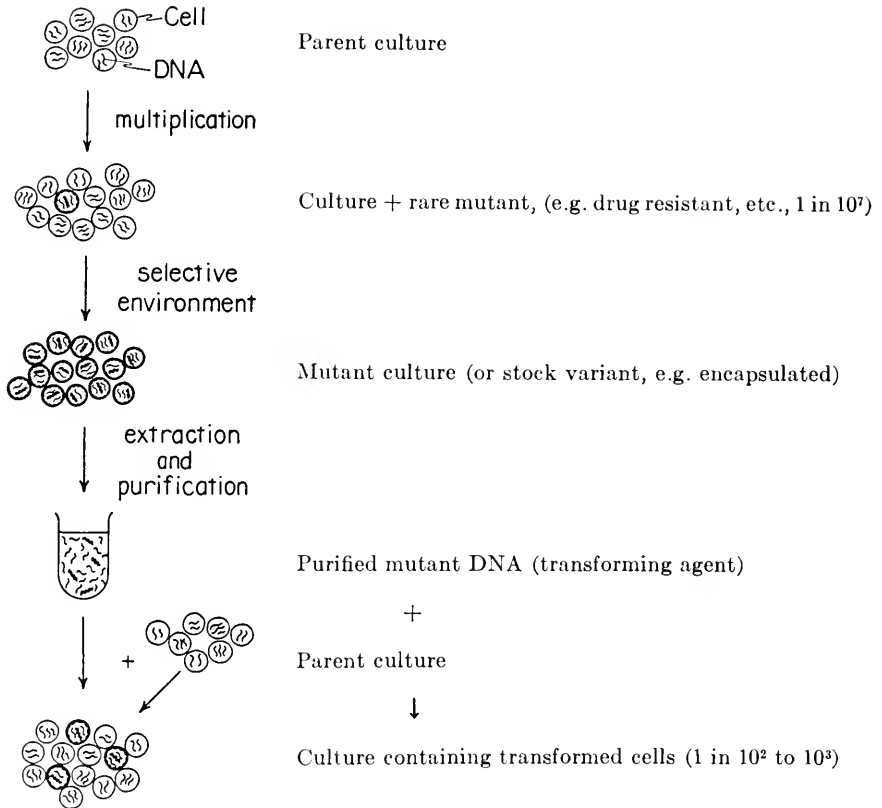 Cell
Parent culture
DNA
multiplication
Culture + rare mutant, (e.g. drug resistant, etc., 1 in 10⁷)
selective
environment
Mutant culture (or stock variant, e.g. encapsulated)
extraction
and
purification
Purified mutant DNA (transforming agent)
+
+
Parent culture
↓
Culture containing transformed cells (1 in 10² to 10³)